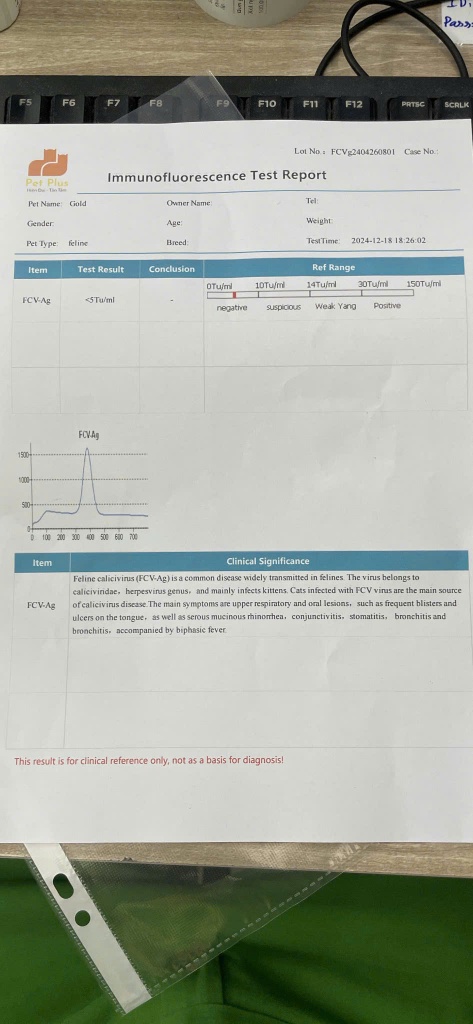 ID.
Pass
F5 F6 F7 F8 F9 F10 F11 F12 PRTSC SCRLK
Lot No.: FCVg2404260801 Case No.:
Pet Plus
Immunofluorescence Test Report
Pet Name: Gold Owner Name: Tel:
Gender: Age: Weight:
Pet Type: feline Breed: TestTime: 2024-12-18 18:26:02
Item Test Result Conclusion Ref Range
0Tu/ml 10Tu/ml 14Tu/ml 30Tu/ml 150Tu/ml
FCV-Ag <5Tu/ml -
negative suspicious Weak Yang Positive
FCV-Ag
1500
1000
500
0
0 100 200 300 400 500 600 700
Item Clinical Significance
FCV-Ag
Feline calicivirus (FCV-Ag) is a common disease widely transmitted in felines. The virus belongs to
calicivindae, herpesvirus genus, and mainly infects kittens. Cats infected with FCV virus are the main source
of calicivirus disease.The main symptoms are upper respiratory and oral lesions, such as frequent blisters and
ulcers on the tongue, as well as serous mucinous rhinorrhea, conjunctivitis, stomatitis, bronchitis and
bronchitis, accompanied by biphasic fever.
This result is for clinical reference only, not as a basis for diagnosis!